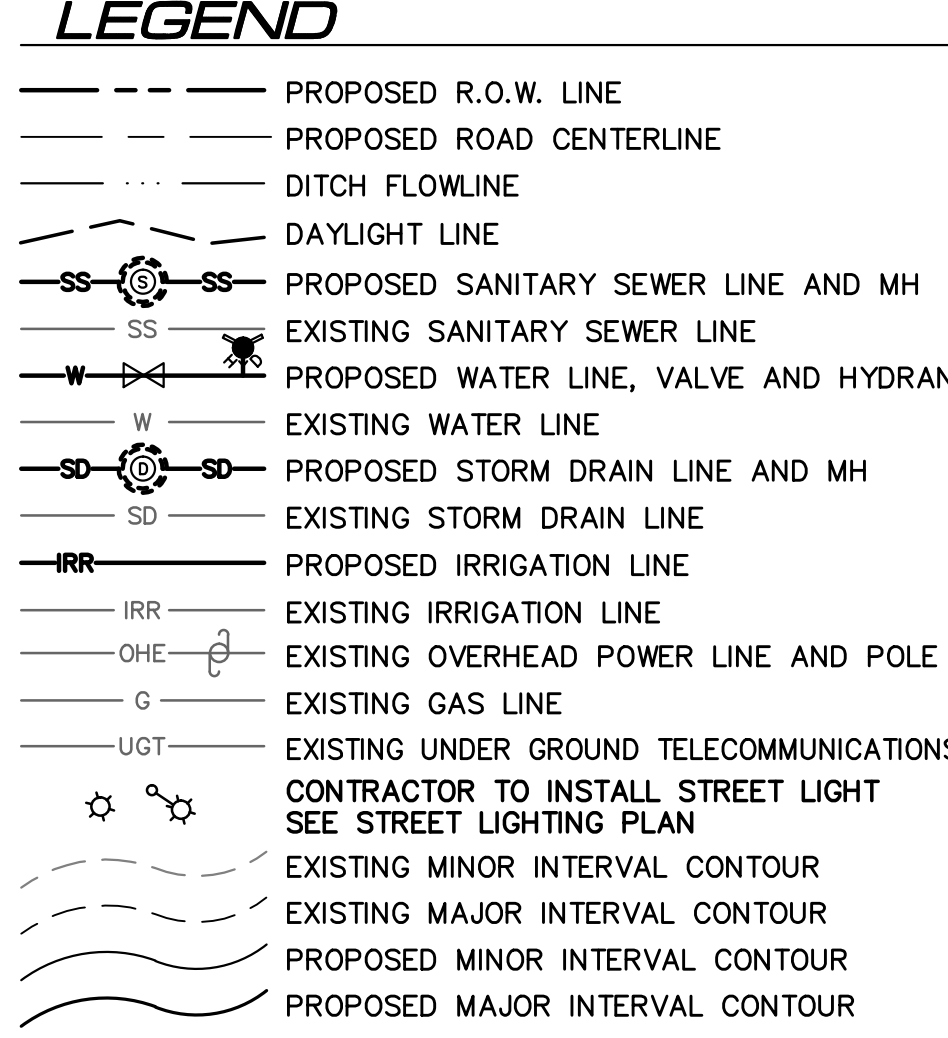 LEGEND
PROPOSED R.O.W. LINE
PROPOSED ROAD CENTERLINE
DITCH FLOWLINE
DAYLIGHT LINE
SS S SS PROPOSED SANITARY SEWER LINE AND MH
SS EXISTING SANITARY SEWER LINE
W HYD PROPOSED WATER LINE, VALVE AND HYDRAN
W EXISTING WATER LINE
SD D SD PROPOSED STORM DRAIN LINE AND MH
SD EXISTING STORM DRAIN LINE
IRR PROPOSED IRRIGATION LINE
IRR EXISTING IRRIGATION LINE
OHE EXISTING OVERHEAD POWER LINE AND POLE
G EXISTING GAS LINE
UGT EXISTING UNDER GROUND TELECOMMUNICATIONS
CONTRACTOR TO INSTALL STREET LIGHT
SEE STREET LIGHTING PLAN
EXISTING MINOR INTERVAL CONTOUR
EXISTING MAJOR INTERVAL CONTOUR
PROPOSED MINOR INTERVAL CONTOUR
PROPOSED MAJOR INTERVAL CONTOUR